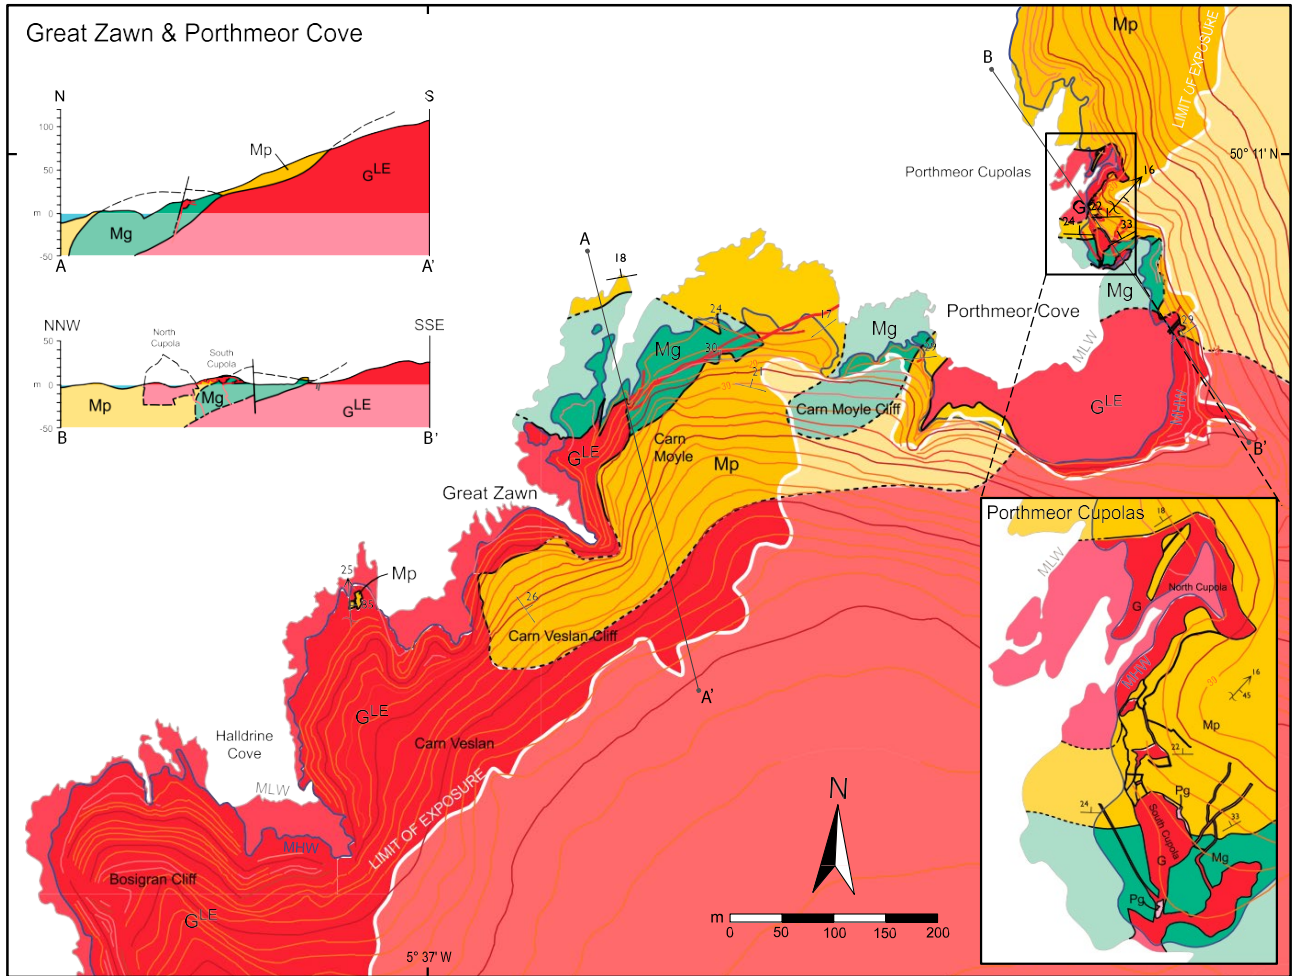 Great Zawn & Porthmeor Cove
N
S
100
50
m 0
-50
Mp
G LE
Mg
A
A'
NNW
SSE
50
m 0
-50
North
Cupola
South
Cupola
Mp
Mg
G LE
B
B'
Mp
LIMIT OF EXPOSURE
B
50° 11' N
Porthmeor Cupolas
16
G
22
24
33
Mg
A
18
24
17
30
Mg
21
Mg
Porthmeor Cove
MLW
29
Carn Moyle Cliff
G LE
MHW
B'
Carn
Moyle
Mp
G LE
Great Zawn
25
Mp
26
Carn Veslan Cliff
A'
G LE
Carn Veslan
Halldrine
Cove
MLW
MHW
LIMIT OF EXPOSURE
Bosigran Cliff
G LE
5° 37' W
N
m
0 50 100 150 200
Porthmeor Cupolas
18
MLW
North Cupola
G
MHW
16
45
39
Mp
22
Pg
24
33
South Cupola
G
Mg
Pg